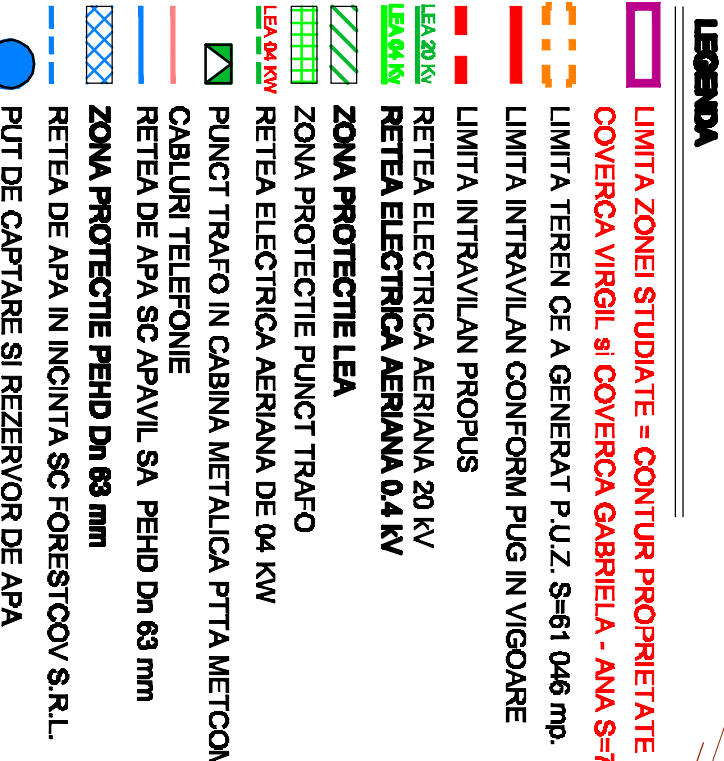 LEGENDA
LIMITA ZONEI STUDIATE = CONTUR PROPRIETATE
COVERCA VIRGIL si COVERCA GABRIELA - ANA S=7
LIMITA TEREN CE A GENERAT P.U.Z. S=61 046 mp.
LIMITA INTRAVILAN CONFORM PUG IN VIGOARE
LIMITA INTRAVILAN PROPUS
LEA 20 Kv RETEA ELECTRICA AERIANA 20 kV
LEA 04 Kv RETEA ELECTRICA AERIANA 0.4 kV
ZONA PROTECTIE LEA
ZONA PROTECTIE PUNCT TRAFO
LEA 04 KW RETEA ELECTRICA AERIANA DE 04 KW
PUNCT TRAFO IN CABINA METALICA PTTA METCOM
CABLURI TELEFONIE
RETEA DE APA SC APAVIL SA PEHD Dn 63 mm
ZONA PROTECTIE PEHD Dn 63 mm
RETEA DE APA IN INCINTA SC FORESTCOV S.R.L.
PUT DE CAPTARE SI REZERVOR DE APA